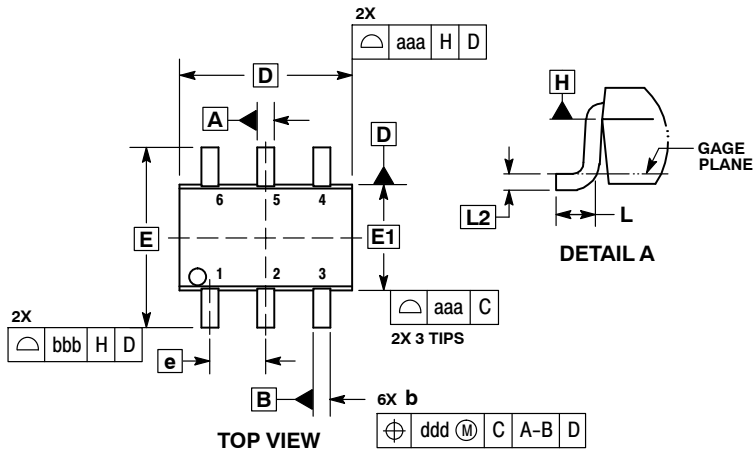 2X
aaa H D
D
A
D
6 5 4
E
E1
1 2 3
aaa C
2X 3 TIPS
2X
bbb H D
e
B
6X b
ddd Ⓜ C A-B D
TOP VIEW
H
GAGE
PLANE
L2
L
DETAIL A